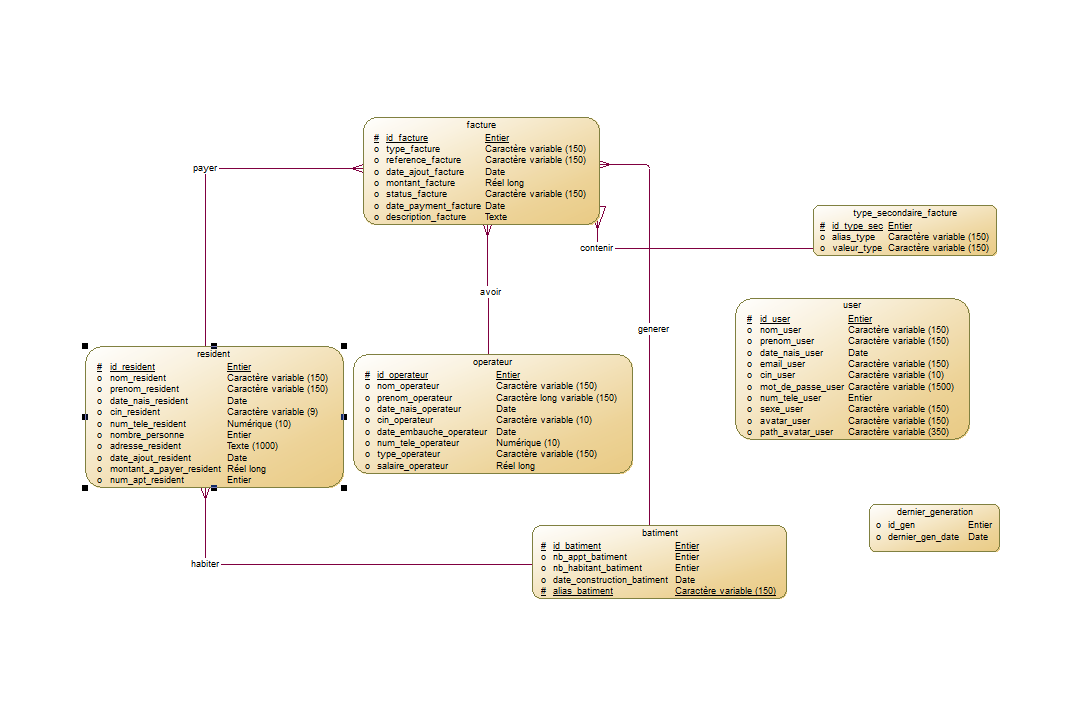 facture
# id_facture Entier
o type_facture Caractère variable (150)
o reference_facture Caractère variable (150)
o date_ajout_facture Date
o montant_facture Réel long
o status_facture Caractère variable (150)
o date_payment_facture Date
o description_facture Texte
payer
contenir
type_secondaire_facture
# id_type_sec Entier
o alias_type Caractère variable (150)
o valeur_type Caractère variable (150)
avoir
generer
user
# id_user Entier
o nom_user Caractère variable (150)
o prenom_user Caractère variable (150)
o date_nais_user Date
o email_user Caractère variable (150)
o cin_user Caractère variable (10)
o mot_de_passe_user Caractère variable (1500)
o num_tele_user Entier
o sexe_user Caractère variable (150)
o avatar_user Caractère variable (150)
o path_avatar_user Caractère variable (350)
resident
# id_resident Entier
o nom_resident Caractère variable (150)
o prenom_resident Caractère variable (150)
o date_nais_resident Date
o cin_resident Caractère variable (9)
o num_tele_resident Numérique (10)
o nombre_personne Entier
o adresse_resident Texte (1000)
o date_ajout_resident Date
o montant_a_payer_resident Réel long
o num_apt_resident Entier
operateur
# id_operateur Entier
o nom_operateur Caractère variable (150)
o prenom_operateur Caractère long variable (150)
o date_nais_operateur Date
o cin_operateur Caractère variable (10)
o date_embauche_operateur Date
o num_tele_operateur Numérique (10)
o type_operateur Caractère variable (150)
o salaire_operateur Réel long
dernier_generation
o id_gen Entier
o dernier_gen_date Date
habiter
batiment
# id_batiment Entier
o nb_appt_batiment Entier
o nb_habitant_batiment Entier
o date_construction_batiment Date
# alias_batiment Caractère variable (150)